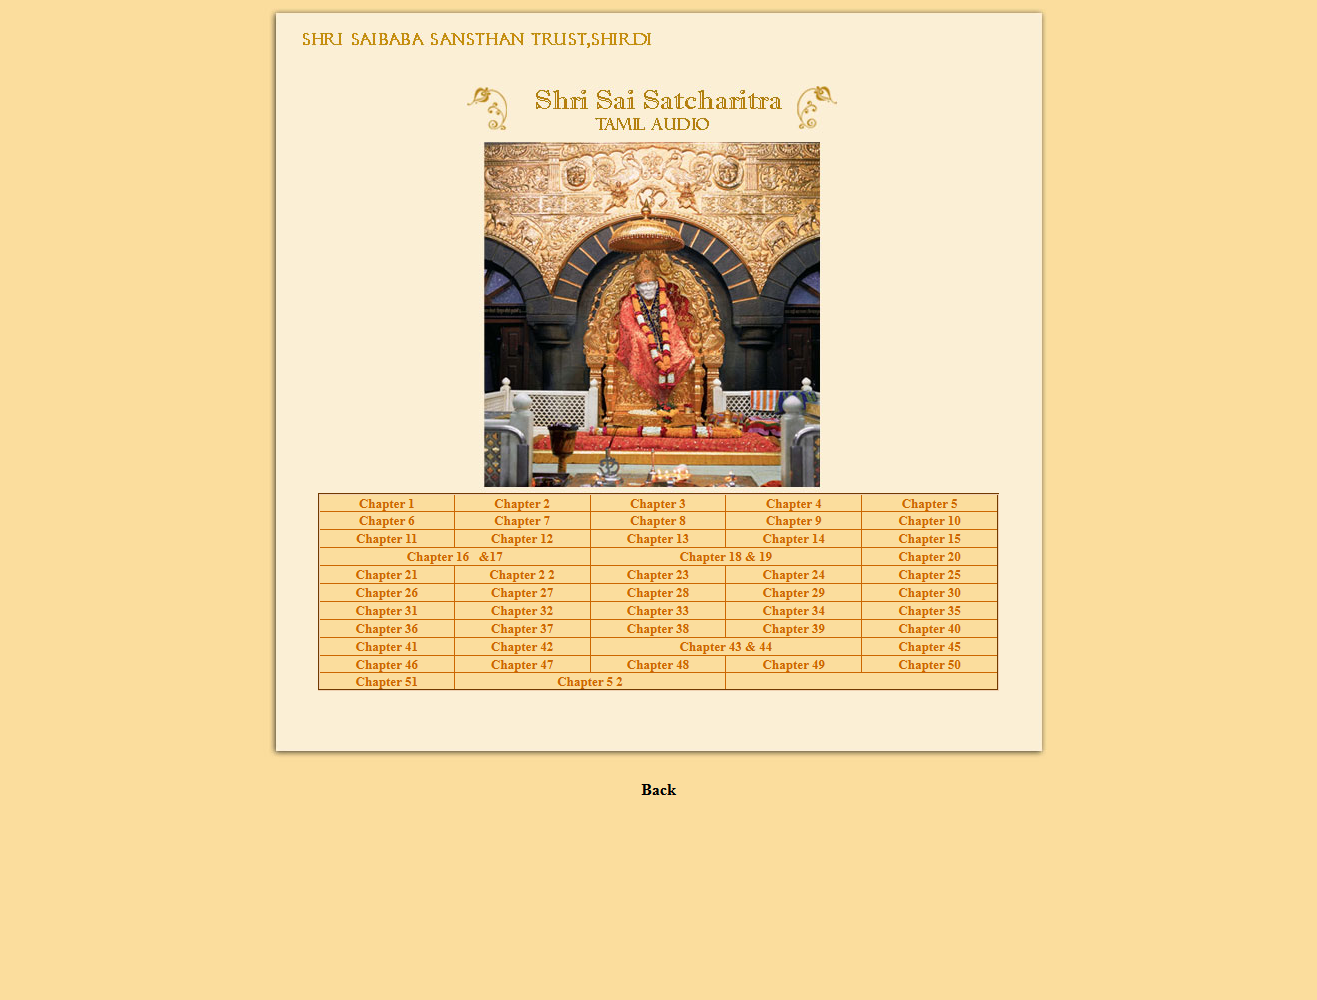 SHRI SAIBABA SANSTHAN TRUST,SHIRDI
Shri Sai Satcharitra
TAMIL AUDIO
Chapter 1 Chapter 2 Chapter 3 Chapter 4 Chapter 5
Chapter 6 Chapter 7 Chapter 8 Chapter 9 Chapter 10
Chapter 11 Chapter 12 Chapter 13 Chapter 14 Chapter 15
Chapter 16 &17 Chapter 18 & 19 Chapter 20
Chapter 21 Chapter 2 2 Chapter 23 Chapter 24 Chapter 25
Chapter 26 Chapter 27 Chapter 28 Chapter 29 Chapter 30
Chapter 31 Chapter 32 Chapter 33 Chapter 34 Chapter 35
Chapter 36 Chapter 37 Chapter 38 Chapter 39 Chapter 40
Chapter 41 Chapter 42 Chapter 43 & 44 Chapter 45
Chapter 46 Chapter 47 Chapter 48 Chapter 49 Chapter 50
Chapter 51 Chapter 5 2
Back